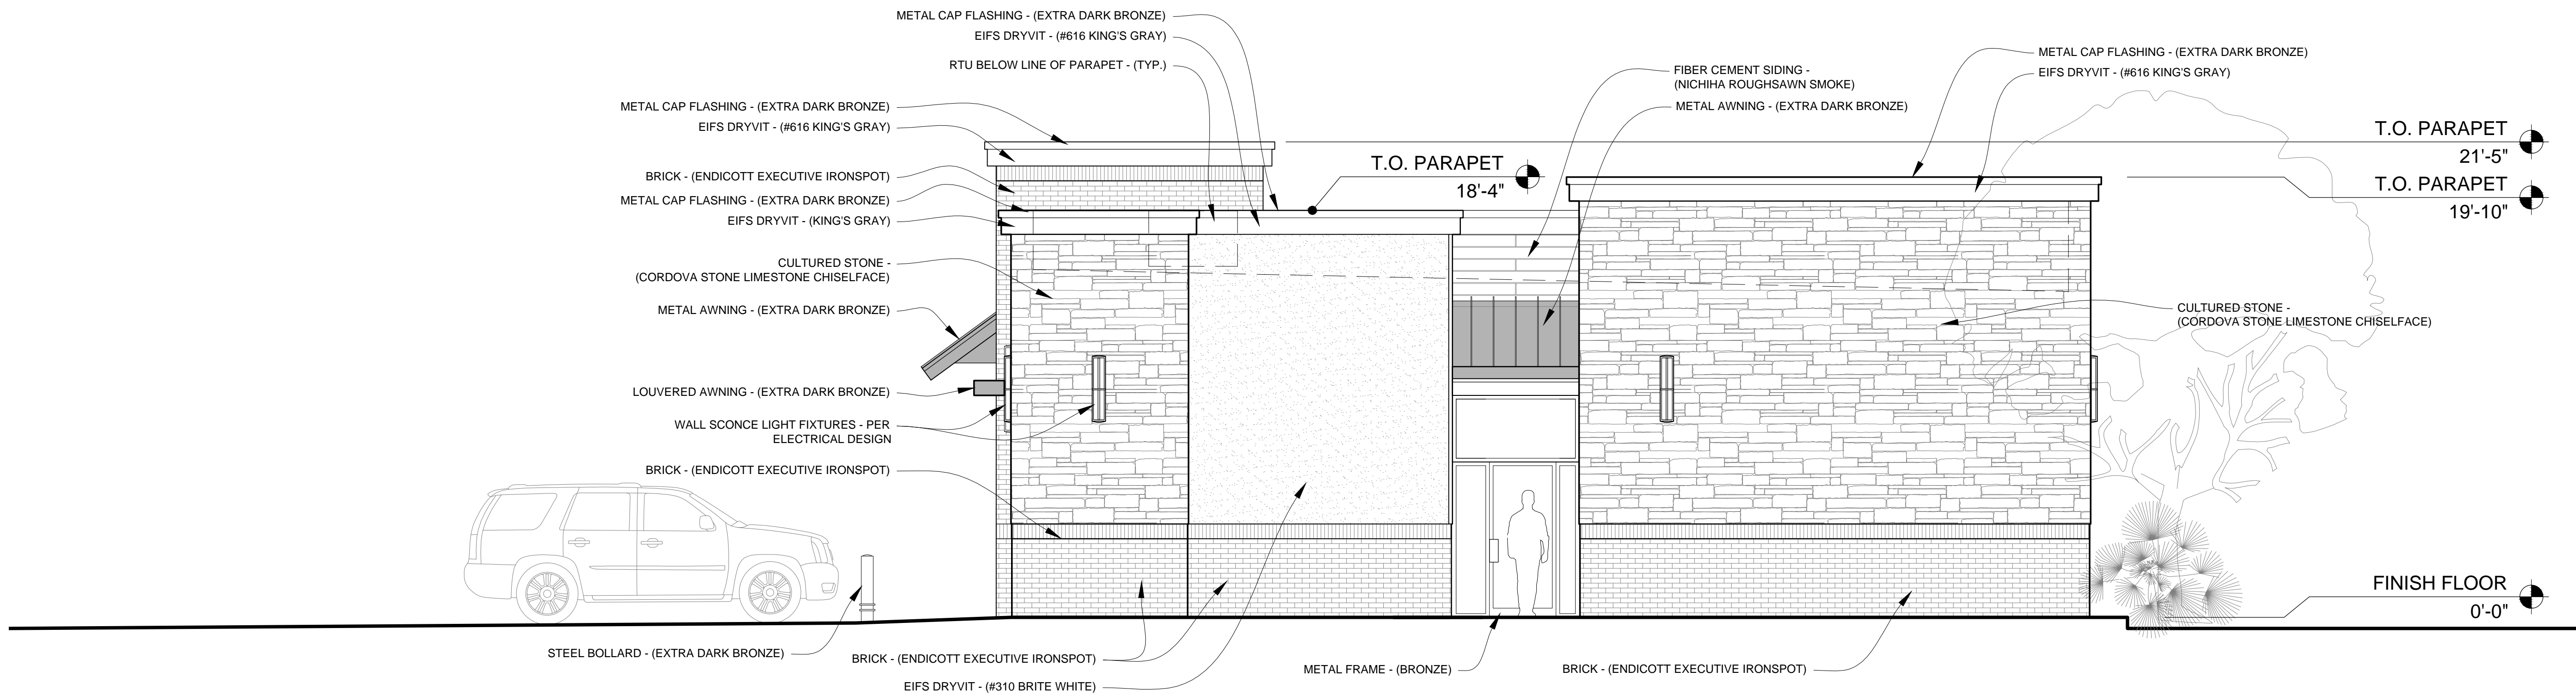 METAL CAP FLASHING - (EXTRA DARK BRONZE)
EIFS DRYVIT - (#616 KING'S GRAY)
RTU BELOW LINE OF PARAPET - (TYP.)
METAL CAP FLASHING - (EXTRA DARK BRONZE)
EIFS DRYVIT - (#616 KING'S GRAY)
BRICK - (ENDICOTT EXECUTIVE IRONSPOT)
METAL CAP FLASHING - (EXTRA DARK BRONZE)
EIFS DRYVIT - (KING'S GRAY)
CULTURED STONE -
(CORDOVA STONE LIMESTONE CHISELFACE)
METAL AWNING - (EXTRA DARK BRONZE)
LOUVERED AWNING - (EXTRA DARK BRONZE)
WALL SCONCE LIGHT FIXTURES - PER
ELECTRICAL DESIGN
BRICK - (ENDICOTT EXECUTIVE IRONSPOT)
STEEL BOLLARD - (EXTRA DARK BRONZE)
BRICK - (ENDICOTT EXECUTIVE IRONSPOT)
EIFS DRYVIT - (#310 BRITE WHITE)
METAL FRAME - (BRONZE)
BRICK - (ENDICOTT EXECUTIVE IRONSPOT)
T.O. PARAPET
18'-4"
FIBER CEMENT SIDING -
(NICHIHA ROUGHSAWN SMOKE)
METAL AWNING - (EXTRA DARK BRONZE)
METAL CAP FLASHING - (EXTRA DARK BRONZE)
EIFS DRYVIT - (#616 KING'S GRAY)
T.O. PARAPET
21'-5"
T.O. PARAPET
19'-10"
CULTURED STONE -
(CORDOVA STONE LIMESTONE CHISELFACE)
FINISH FLOOR
0'-0"